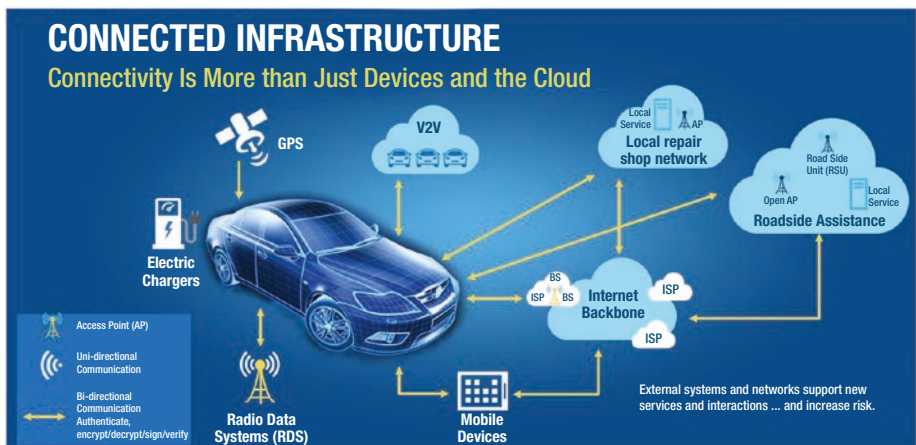 CONNECTED INFRASTRUCTURE
Connectivity Is More than Just Devices and the Cloud
GPS
V2V
Local
Service
AP
Local repair
shop network
Road Side
Unit (RSU)
Open AP
Local
Service
Roadside Assistance
Electric
Chargers
BS
ISP
BS
Internet
Backbone
ISP
ISP
Access Point (AP)
Uni-directional
Communication
Bi-directional
Communication
Authenticate,
encrypt/decrypt/sign/verify
Radio Data
Systems (RDS)
Mobile
Devices
External systems and networks support new
services and interactions ... and increase risk.